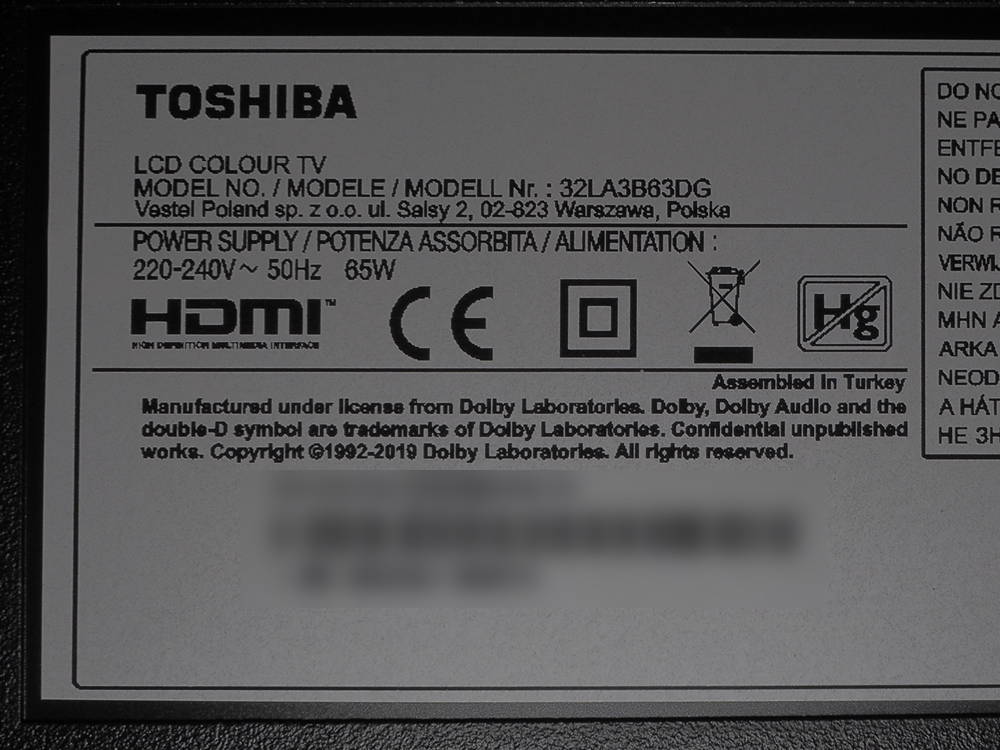 TOSHIBA
LCD COLOUR TV
MODEL NO. / MODELE / MODELL Nr. : 32LA3B63DG
Vestel Poland sp. z o.o. ul. Salsy 2, 02-823 Warszawa, Polska
POWER SUPPLY / POTENZA ASSORBITA / ALIMENTATION :
220-240V~ 50Hz 65W
HDMI™
HIGH DEFINITION MULTIMEDIA INTERFACE
CE
Hg
Assembled in Turkey
Manufactured under license from Dolby Laboratories. Dolby, Dolby Audio and the
double-D symbol are trademarks of Dolby Laboratories. Confidential unpublished
works. Copyright ©1992-2019 Dolby Laboratories. All rights reserved.
DO NO
NE PA
ENTFE
NO DE
NON R
NÃO R
VERWIJ
NIE ZD
MHN A
ARKA
NEOD
A HÁT
НЕ ЗН